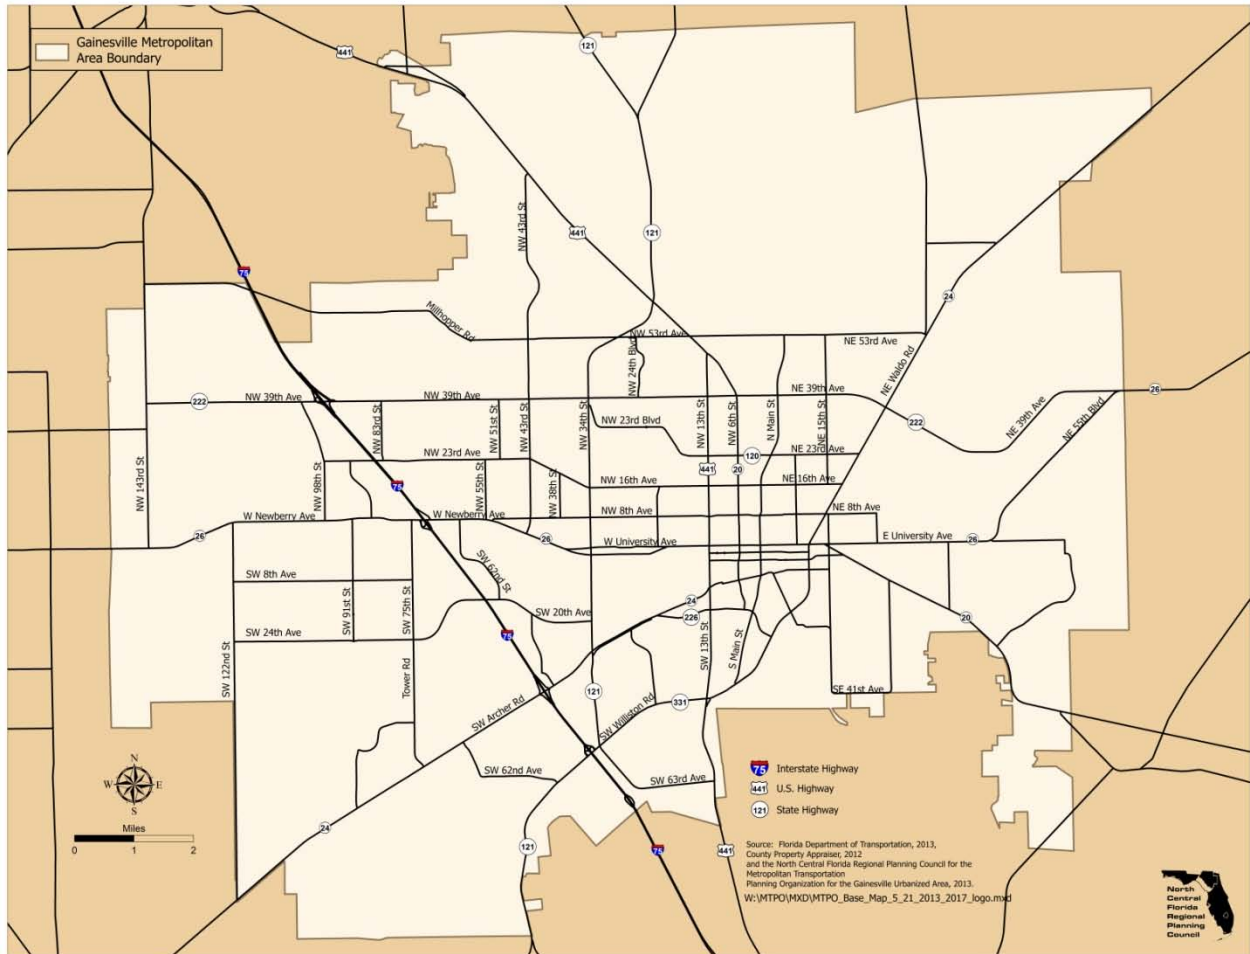 Gainesville Metropolitan
Area Boundary
441
121
75
NW 43rd St
441
121
24
Millhopper Rd
NW 53rd Ave
NE 53rd Ave
NW 24th Blvd
NE Waldo Rd
26
222
NW 39th Ave
NW 39th Ave
NE 39th Ave
NW 83rd St
NW 51st St
NW 43rd St
NW 34th St
NW 23rd Blvd
NW 13th St
NW 6th St
N Main St
NE 15th St
222
NE 39th Ave
NE 55th Blvd
NW 143rd St
NW 98th St
NW 23rd Ave
120
NE 23rd Ave
441
20
75
NW 55th St
NW 38th St
NW 16th Ave
NE 16th Ave
W Newberry Ave
W Newberry Ave
NW 8th Ave
NE 8th Ave
26
26
W University Ave
E University Ave
26
SW 8th Ave
SW 62nd St
SW 91st St
SW 75th St
24
SW 20th Ave
226
20
SW 24th Ave
75
SW 122nd St
Tower Rd
SW 13th St
S Main St
121
SE 41st Ave
SW Archer Rd
SW Williston Rd
331
SW 62nd Ave
SW 63rd Ave
24
121
75
441
N
W E
S
Miles
0 1 2
75 Interstate Highway
441 U.S. Highway
121 State Highway
Source: Florida Department of Transportation, 2013,
County Property Appraiser, 2012
and the North Central Florida Regional Planning Council for the
Metropolitan Transportation
Planning Organization for the Gainesville Urbanized Area, 2013.
W:\MTPO\MXD\MTPO_Base_Map_5_21_2013_2017_logo.mxd
North
Central
Florida
Regional
Planning
Council